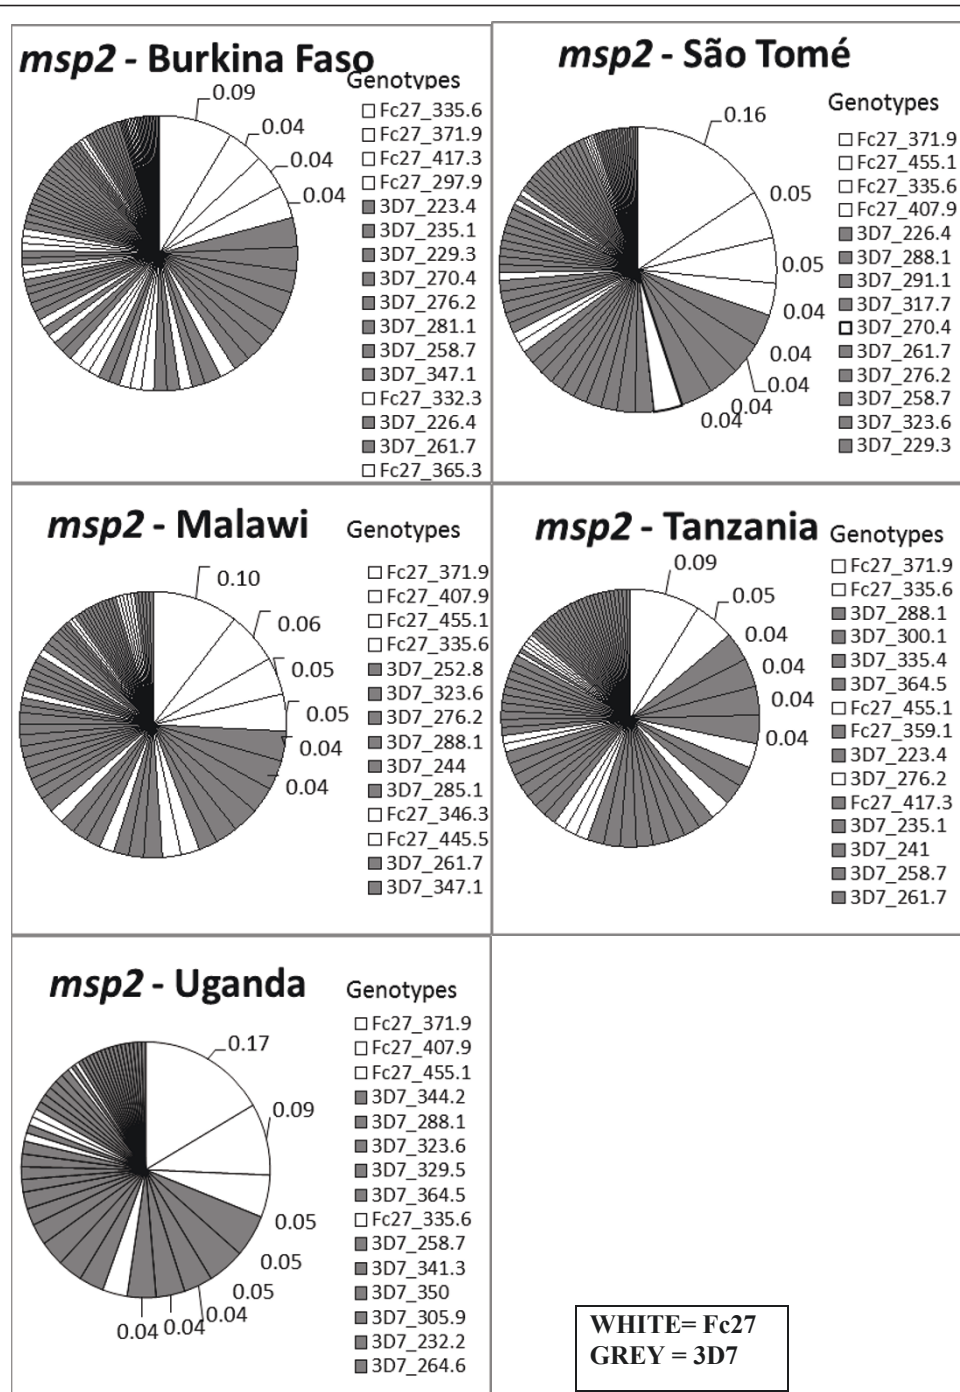 msp2 - Burkina Faso
Genotypes
0.09
0.04
0.04
0.04
Fc27_335.6
Fc27_371.9
Fc27_417.3
Fc27_297.9
3D7_223.4
3D7_235.1
3D7_229.3
3D7_270.4
3D7_276.2
3D7_281.1
3D7_258.7
3D7_347.1
Fc27_332.3
3D7_226.4
3D7_261.7
Fc27_365.3
msp2 - São Tomé
Genotypes
0.16
0.05
0.05
0.04
0.04
0.04
0.04
0.04
Fc27_371.9
Fc27_455.1
Fc27_335.6
Fc27_407.9
3D7_226.4
3D7_288.1
3D7_291.1
3D7_317.7
3D7_270.4
3D7_261.7
3D7_276.2
3D7_258.7
3D7_323.6
3D7_229.3
msp2 - Malawi
Genotypes
0.10
0.06
0.05
0.05
0.04
0.04
Fc27_371.9
Fc27_407.9
Fc27_455.1
Fc27_335.6
3D7_252.8
3D7_323.6
3D7_276.2
3D7_288.1
3D7_244
3D7_285.1
Fc27_346.3
Fc27_445.5
3D7_261.7
3D7_347.1
msp2 - Tanzania
Genotypes
0.09
0.05
0.04
0.04
0.04
0.04
Fc27_371.9
Fc27_335.6
3D7_288.1
3D7_300.1
3D7_335.4
3D7_364.5
Fc27_455.1
Fc27_359.1
3D7_223.4
3D7_276.2
Fc27_417.3
3D7_235.1
3D7_241
3D7_258.7
3D7_261.7
msp2 - Uganda
Genotypes
0.17
0.09
0.05
0.05
0.05
0.04
0.04
0.04
Fc27_371.9
Fc27_407.9
Fc27_455.1
3D7_344.2
3D7_288.1
3D7_323.6
3D7_329.5
3D7_364.5
Fc27_335.6
3D7_258.7
3D7_341.3
3D7_350
3D7_305.9
3D7_232.2
3D7_264.6
WHITE= Fc27
GREY = 3D7